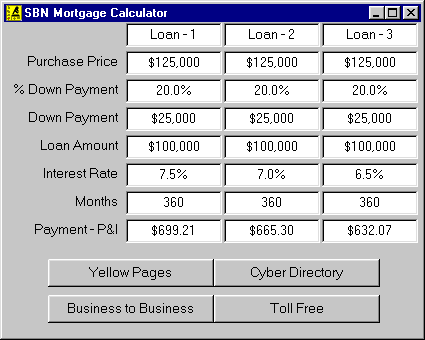 SBN Mortgage Calculator
Loan - 1 Loan - 2 Loan - 3
Purchase Price $125,000 $125,000 $125,000
% Down Payment 20.0% 20.0% 20.0%
Down Payment $25,000 $25,000 $25,000
Loan Amount $100,000 $100,000 $100,000
Interest Rate 7.5% 7.0% 6.5%
Months 360 360 360
Payment - P&I $699.21 $665.30 $632.07
Yellow Pages Cyber Directory
Business to Business Toll Free